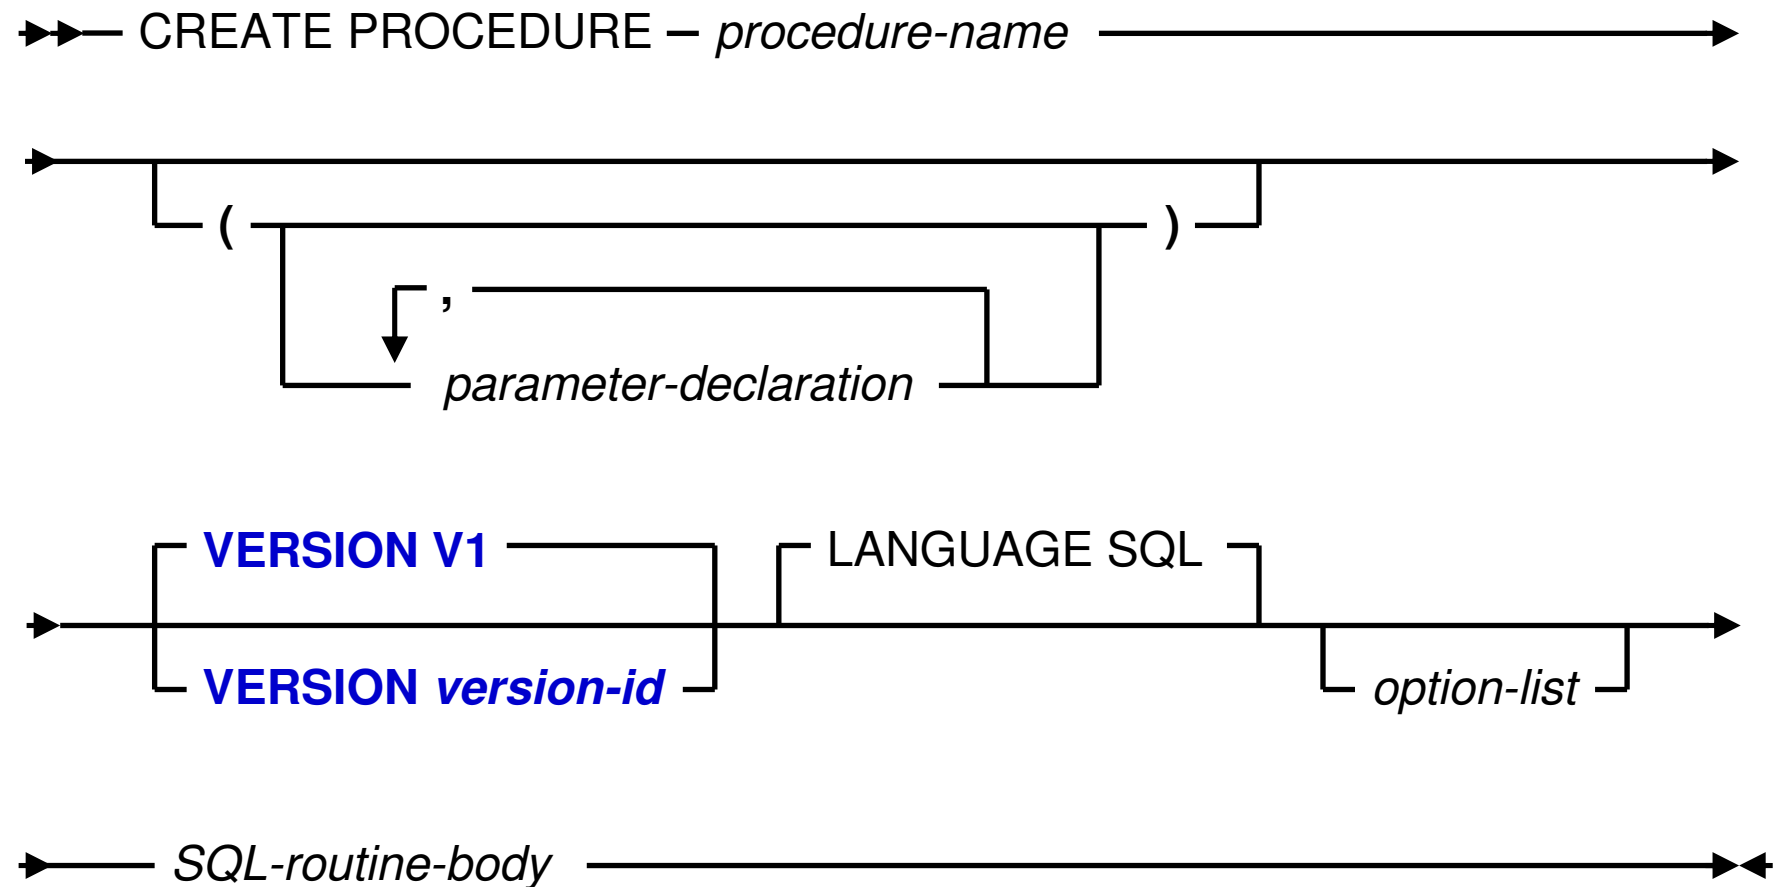 CREATE PROCEDURE procedure-name
( )
,
parameter-declaration
VERSION V1 LANGUAGE SQL
VERSION version-id option-list
SQL-routine-body